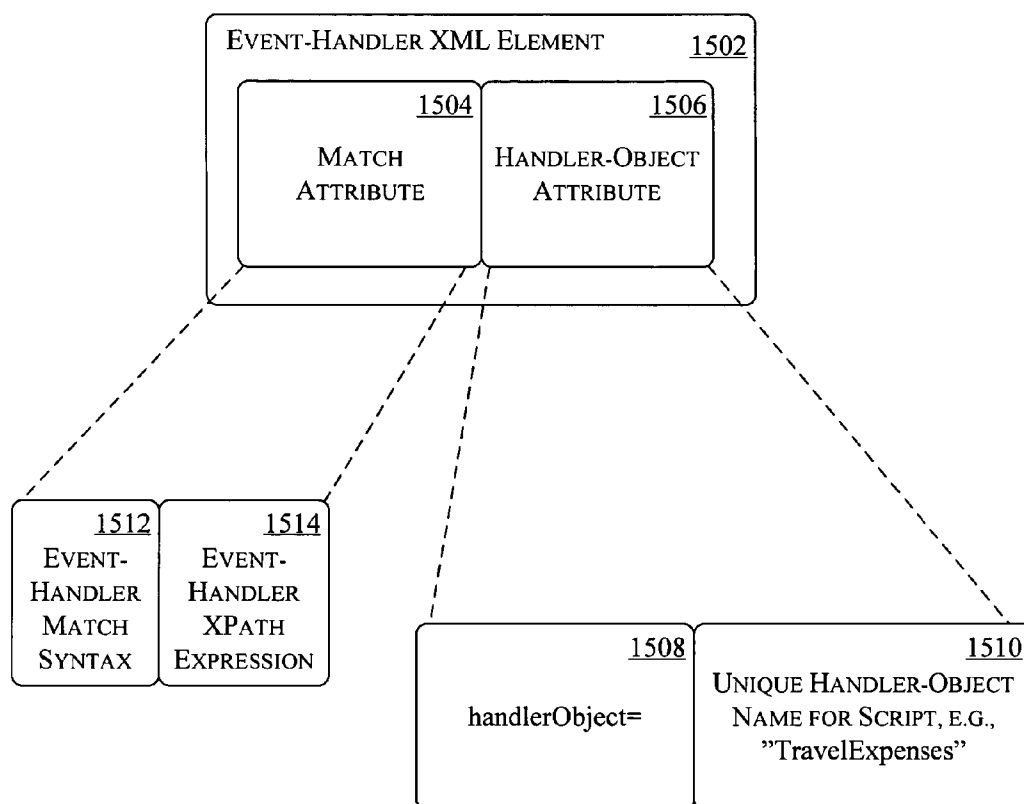 EVENT-HANDLER XML ELEMENT
1502
1504
MATCH
ATTRIBUTE
1506
HANDLER-OBJECT
ATTRIBUTE
1512
EVENT-
HANDLER
MATCH
SYNTAX
1514
EVENT-
HANDLER
XPATH
EXPRESSION
1508
handlerObject=
1510
UNIQUE HANDLER-OBJECT
NAME FOR SCRIPT, E.G.,
”TravelExpenses”